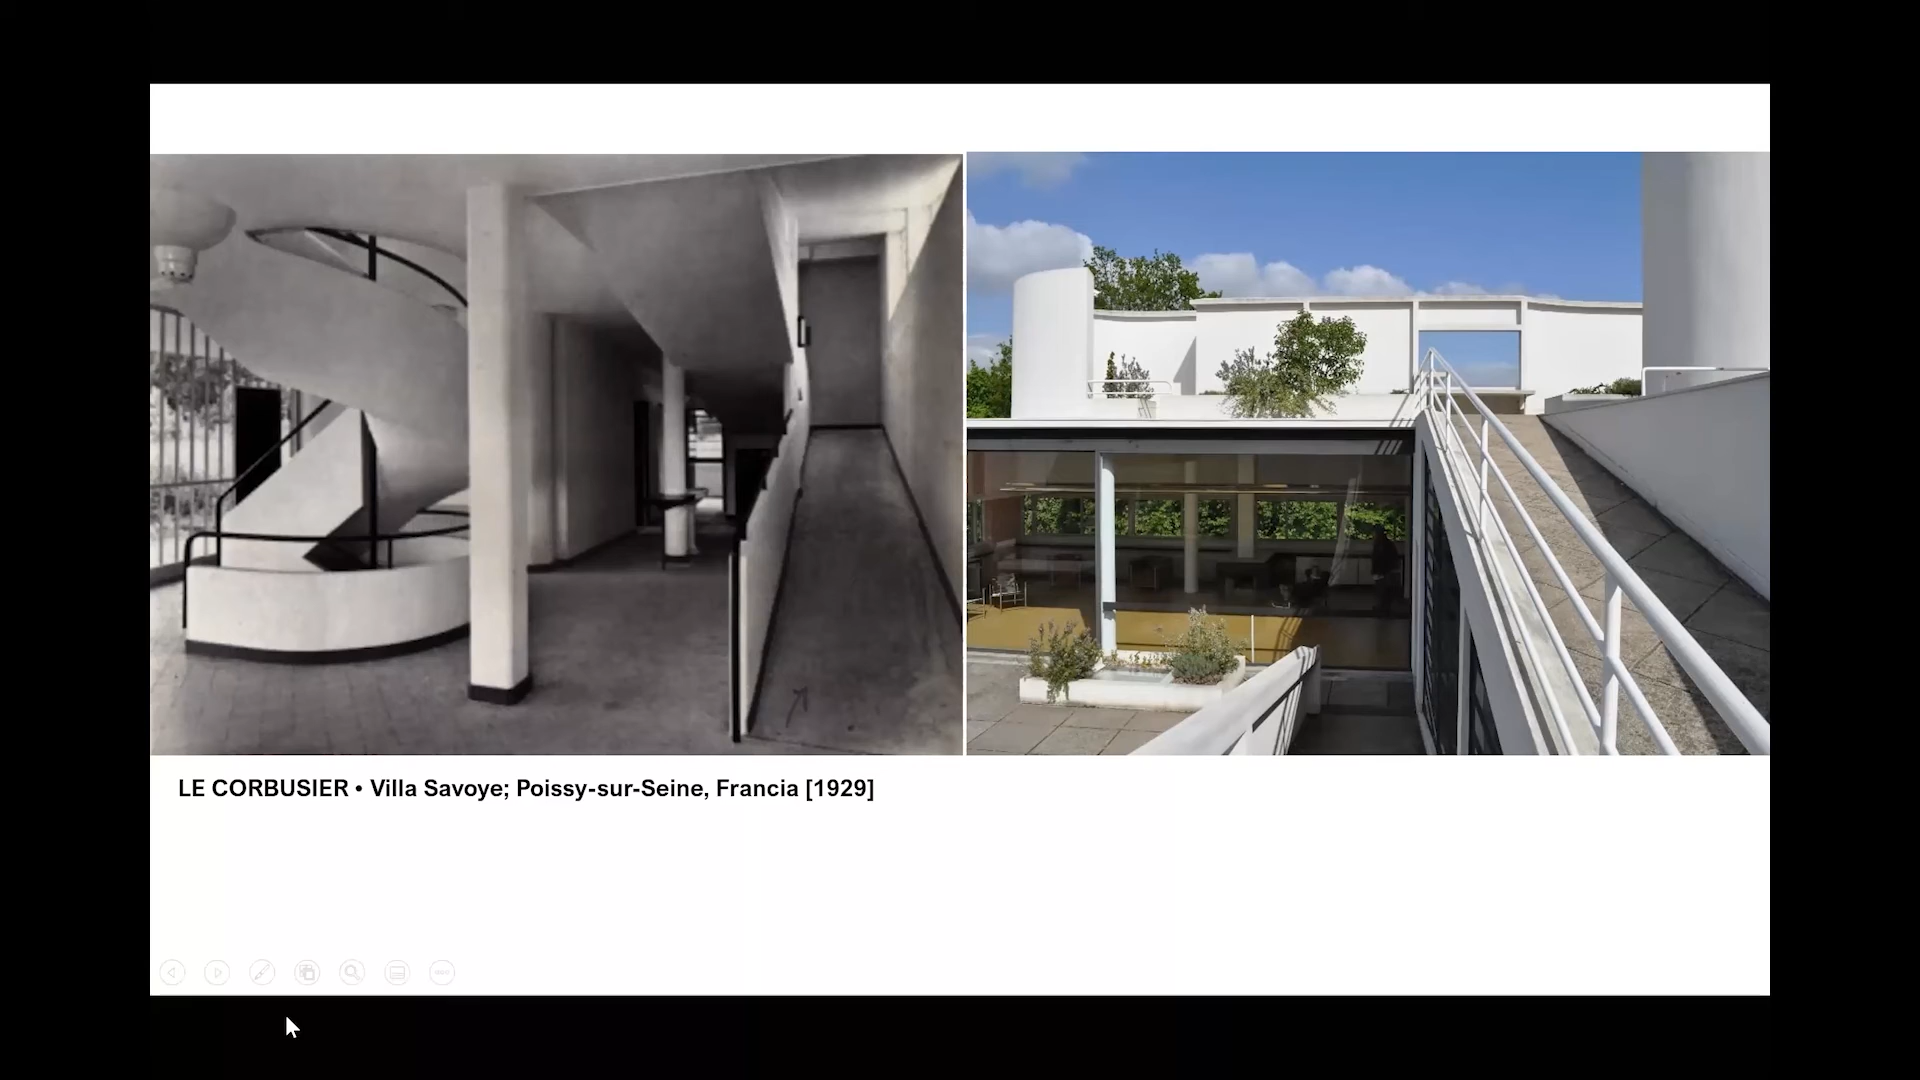 LE CORBUSIER • Villa Savoye; Poissy-sur-Seine, Francia [1929]